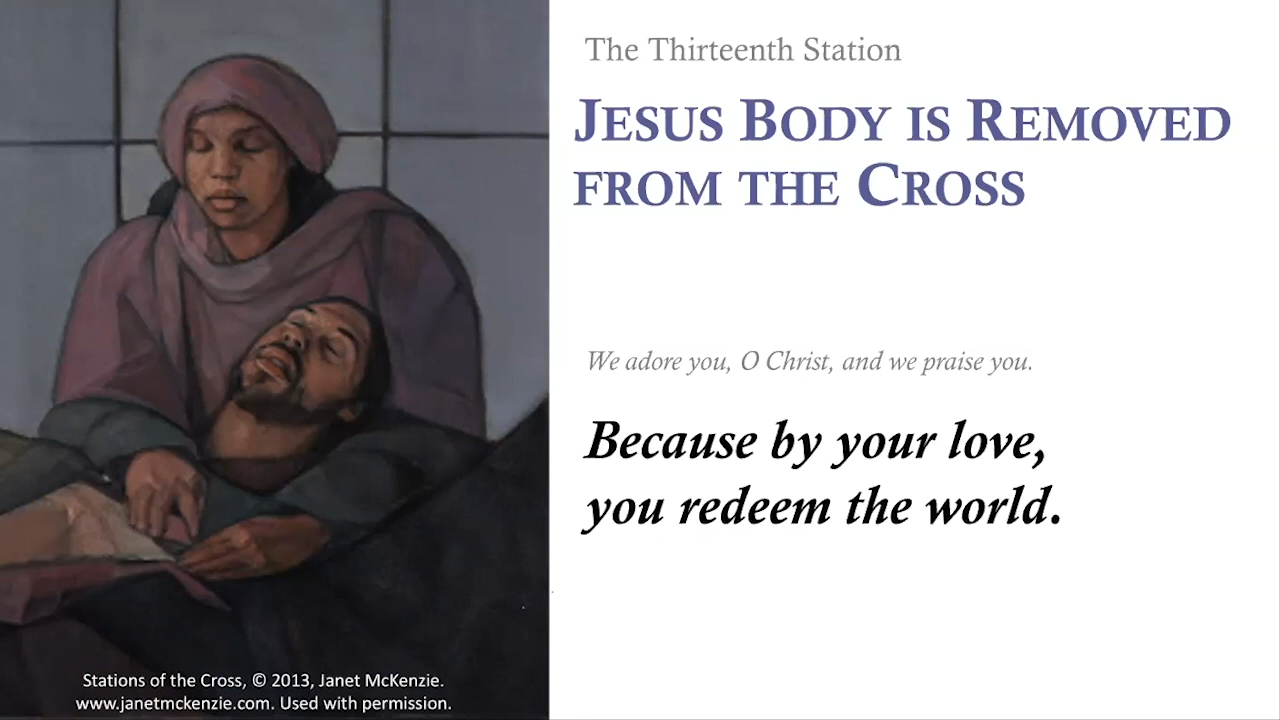 The Thirteenth Station
Jesus Body is Removed
from the Cross
We adore you, O Christ, and we praise you.
Because by your love,
you redeem the world.
Stations of the Cross, © 2013, Janet McKenzie.
www.janetmckenzie.com. Used with permission.